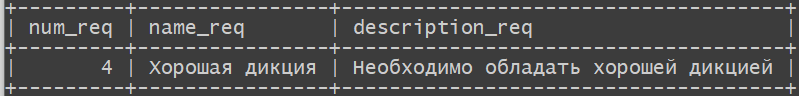 +---------+---------------+-----------------------------------+
| num_req | name_req      | description_req                   |
+---------+---------------+-----------------------------------+
|       4 | Хорошая дикция | Необходимо обладать хорошей дикцией |
+---------+---------------+-----------------------------------+